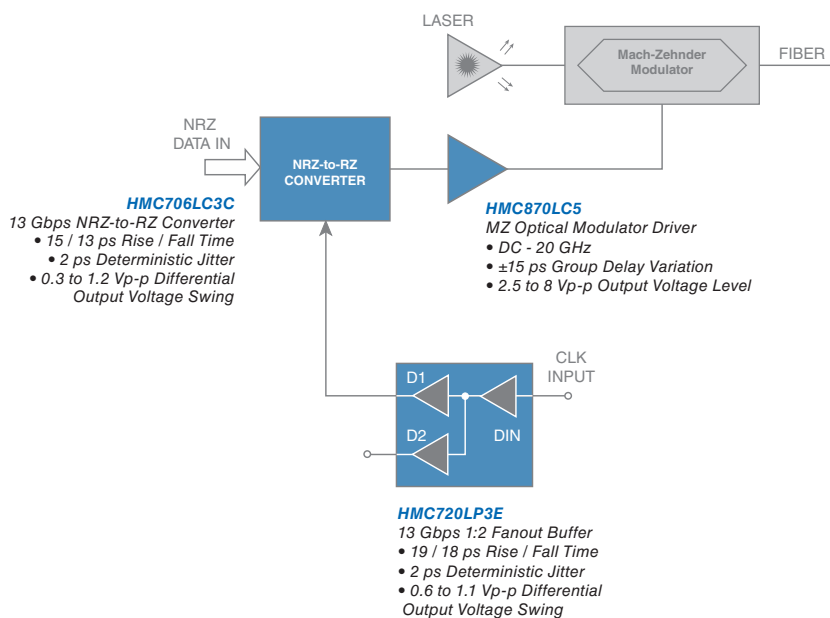 LASER
Mach-Zehnder
Modulator
FIBER
NRZ
DATA IN
NRZ-to-RZ
CONVERTER
HMC706LC3C
13 Gbps NRZ-to-RZ Converter
• 15 / 13 ps Rise / Fall Time
• 2 ps Deterministic Jitter
• 0.3 to 1.2 Vp-p Differential
Output Voltage Swing
HMC870LC5
MZ Optical Modulator Driver
• DC - 20 GHz
• ±15 ps Group Delay Variation
• 2.5 to 8 Vp-p Output Voltage Level
CLK
INPUT
D1
D2
DIN
HMC720LP3E
13 Gbps 1:2 Fanout Buffer
• 19 / 18 ps Rise / Fall Time
• 2 ps Deterministic Jitter
• 0.6 to 1.1 Vp-p Differential
Output Voltage Swing